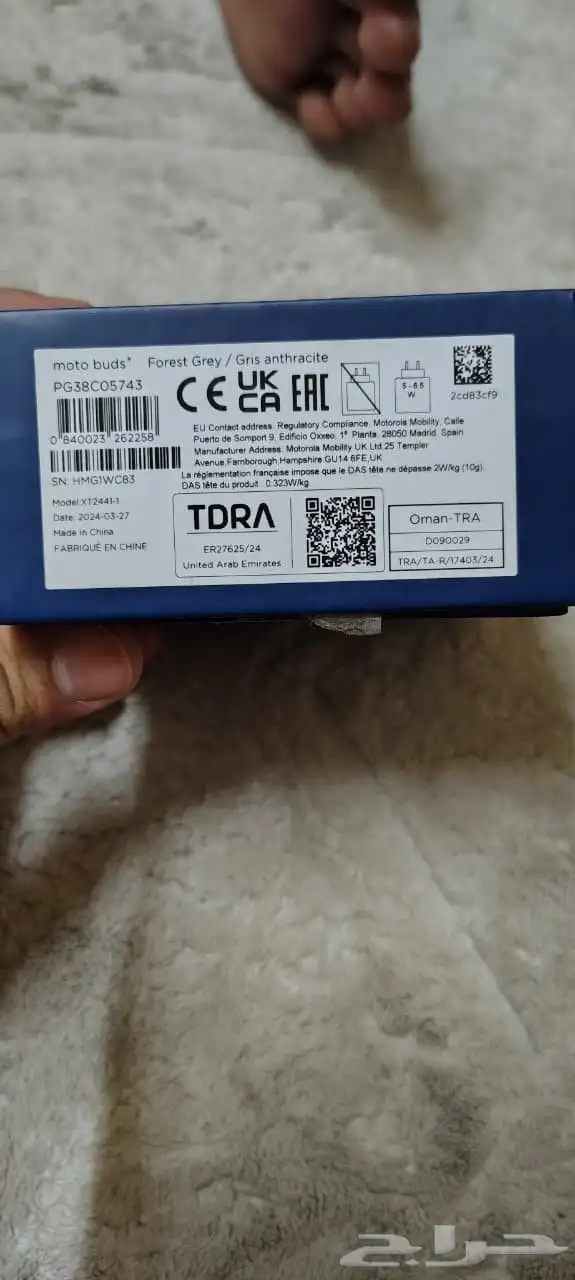 moto buds+ Forest Grey / Gris anthracite
PG38C05743
CE UK CA EAC
5 - 6.5
W
2cd83cf9
0 840023 262258
EU Contact address: Regulatory Compliance, Motorola Mobility, Calle
Puerto de Somport 9, Edificio Oxxeo, 1ª Planta, 28050 Madrid, Spain
Manufacturer Address: Motorola Mobility UK Ltd.25 Templer
Avenue,Farnborough,Hampshire GU14 6FE,UK
La réglementation française impose que le DAS tête ne dépasse 2W/kg (10g)
DAS tête du produit : 0.323W/kg
SN: HMG1WCB3
Model:XT2441-1
Date: 2024-03-27
Made in China
FABRIQUÉ EN CHINE
TDRA
ER27625/24
United Arab Emirates
Oman-TRA
D090029
TRA/TA-R/17403/24
حراج